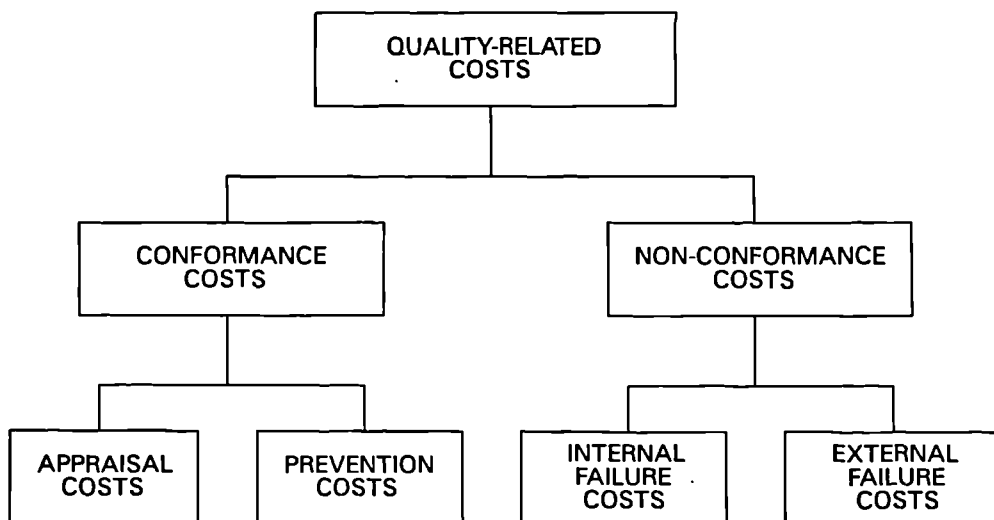 QUALITY-RELATED
COSTS
CONFORMANCE
COSTS
NON-CONFORMANCE
COSTS
APPRAISAL
COSTS
PREVENTION
COSTS
INTERNAL
FAILURE
COSTS
EXTERNAL
FAILURE
COSTS